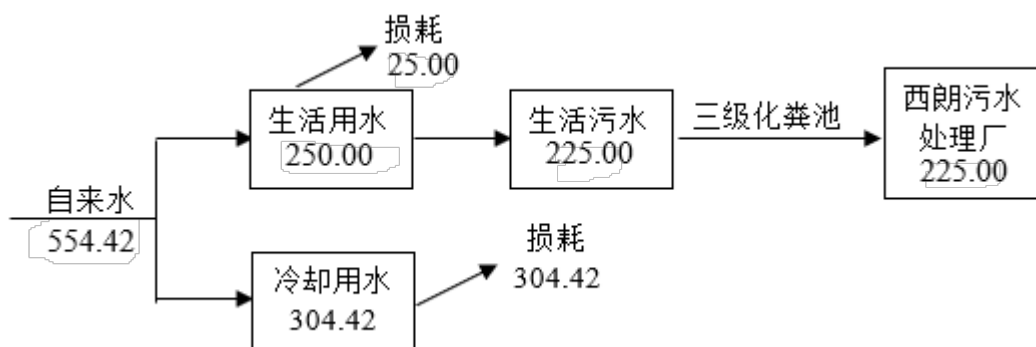 损耗
25.00
生活用水
250.00
生活污水
225.00
三级化粪池
西朗污水
处理厂
225.00
自来水
554.42
冷却用水
304.42
损耗
304.42